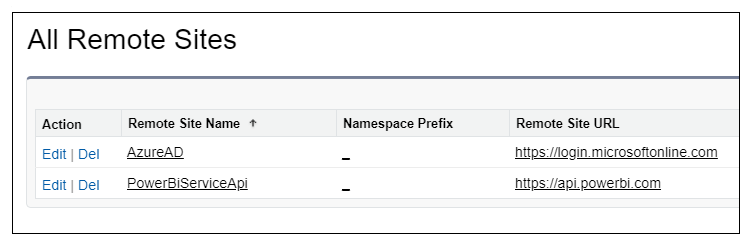 All Remote Sites
Action Remote Site Name ↑ Namespace Prefix Remote Site URL
Edit | Del AzureAD _ https://login.microsoftonline.com
Edit | Del PowerBiServiceApi _ https://api.powerbi.com